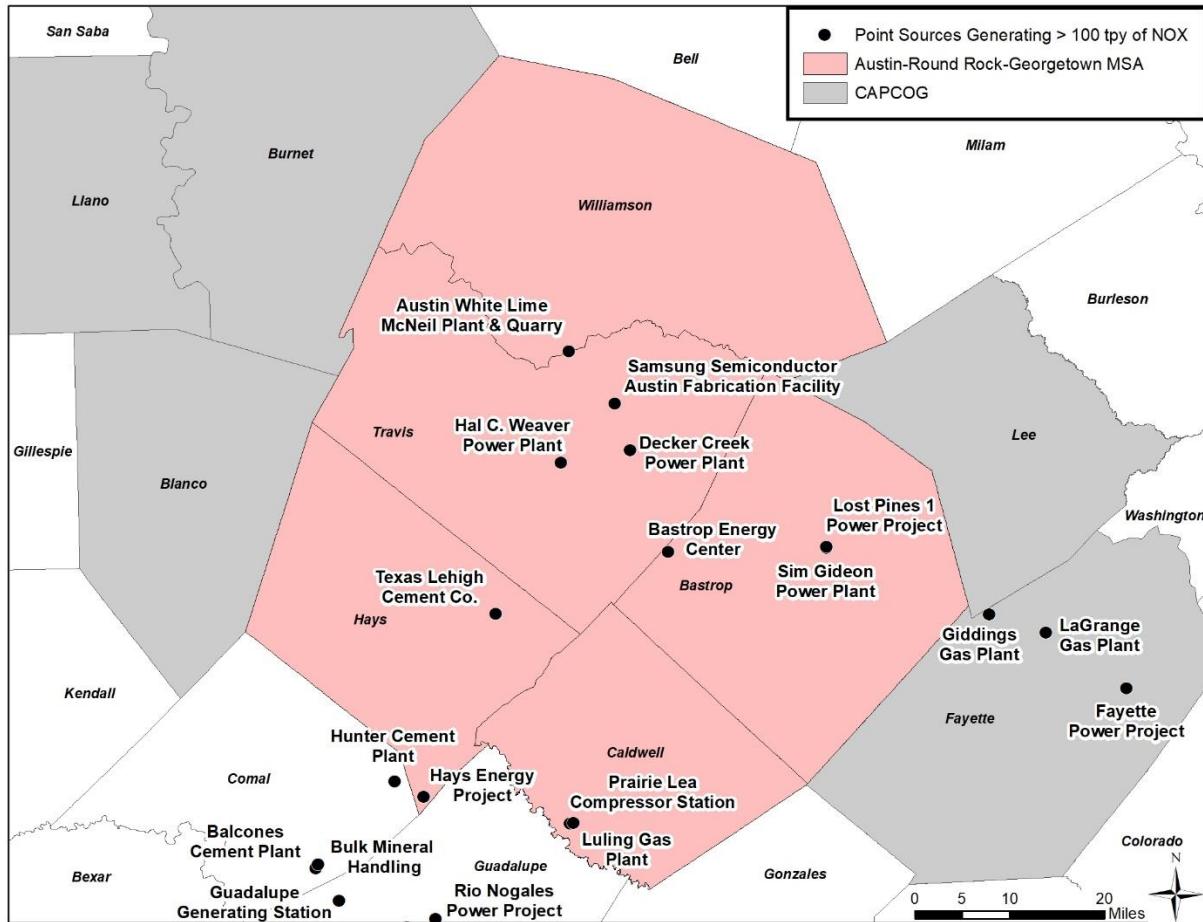 San Saba
Bell
Point Sources Generating > 100 tpy of NOX
Austin-Round Rock-Georgetown MSA
CAPCOG
Burnet
Milam
Llano
Williamson
Burleson
Austin White Lime
McNeil Plant & Quarry
Samsung Semiconductor
Austin Fabrication Facility
Gillespie
Blanco
Travis
Hal C. Weaver
Power Plant
Decker Creek
Power Plant
Lee
Washington
Lost Pines 1
Power Project
Bastrop Energy
Center
Bastrop
Sim Gideon
Power Plant
Texas Lehigh
Cement Co.
Hays
Giddings
Gas Plant
LaGrange
Gas Plant
Kendall
Fayette
Fayette
Power Project
Hunter Cement
Plant
Comal
Hays Energy
Project
Caldwell
Prairie Lea
Compressor Station
Luling Gas
Plant
Balcones
Cement Plant
Bulk Mineral
Handling
Bexar
Guadalupe
Gonzales
Colorado
Guadalupe
Generating Station
Rio Nogales
Power Project
N
0 5 10 20
Miles